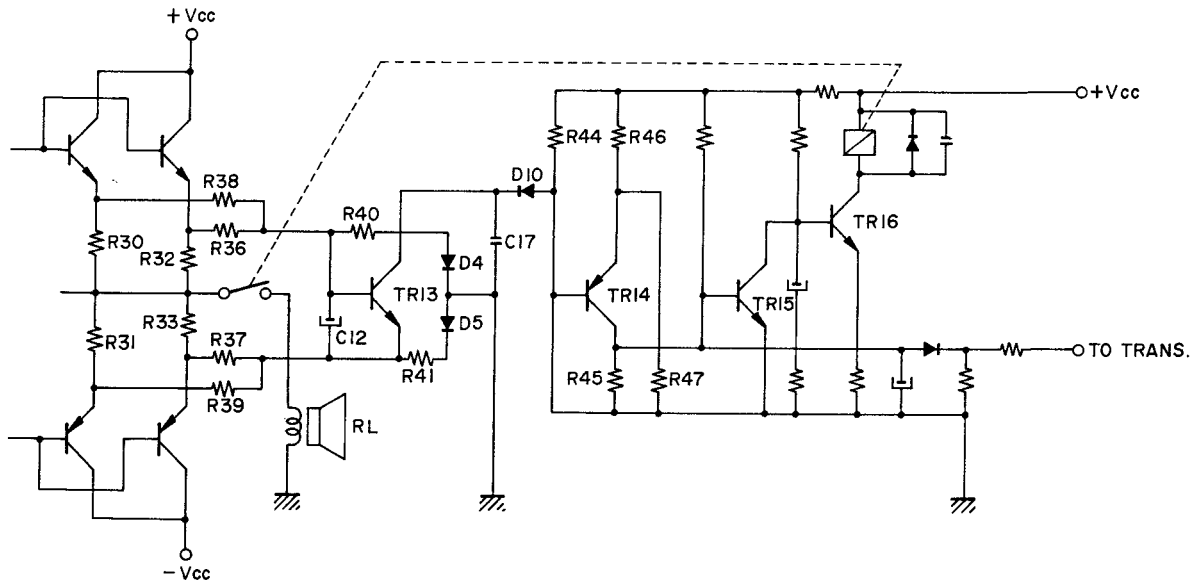 +Vcc
R38
R36
R30
R32
R40
D4
D10
C17
TR13
D5
C12
R41
R33
R31
R37
R39
RL
-Vcc
+Vcc
R44
R46
TR16
TR14
TR15
R45
R47
TO TRANS.